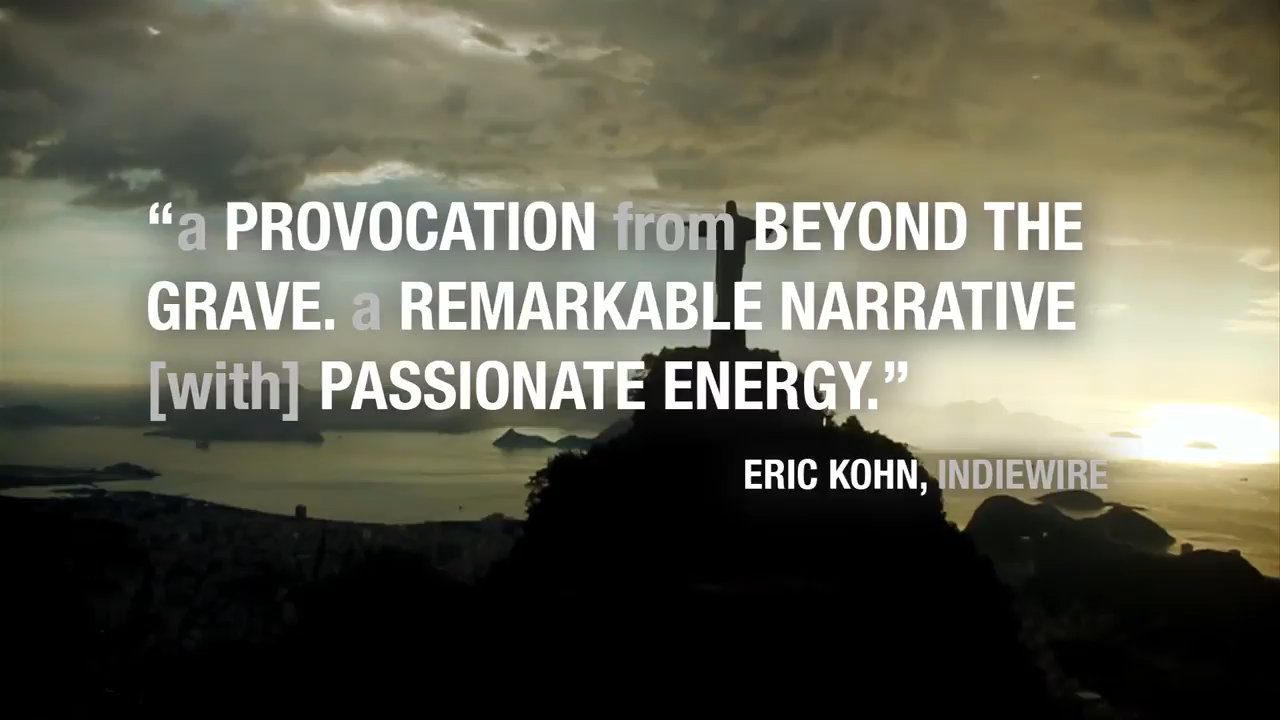 “a PROVOCATION from BEYOND THE
GRAVE. a REMARKABLE NARRATIVE
[with] PASSIONATE ENERGY.”
ERIC KOHN, INDIEWIRE